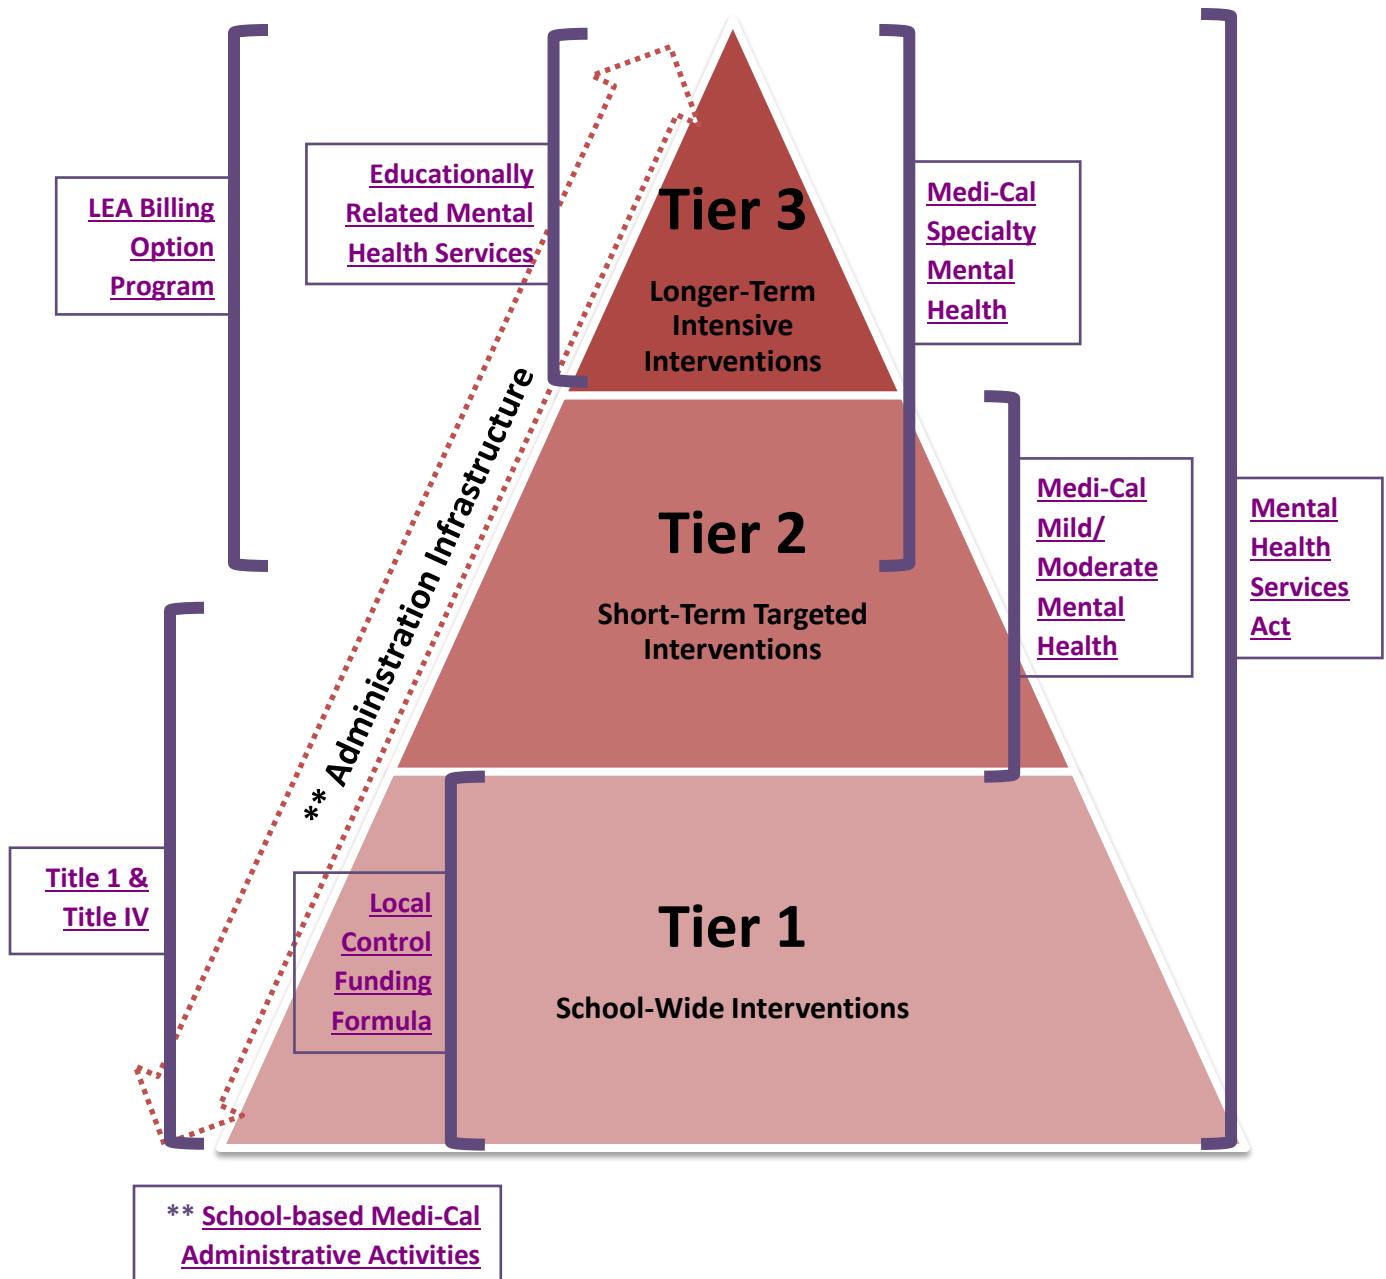 LEA Billing
Option
Program
Educationally
Related Mental
Health Services
Tier 3
Longer-Term
Intensive
Interventions
Medi-Cal
Specialty
Mental
Health
** Administration Infrastructure
Tier 2
Short-Term Targeted
Interventions
Medi-Cal
Mild/
Moderate
Mental
Health
Mental
Health
Services
Act
Title 1 &
Title IV
Local
Control
Funding
Formula
Tier 1
School-Wide Interventions
** School-based Medi-Cal
Administrative Activities